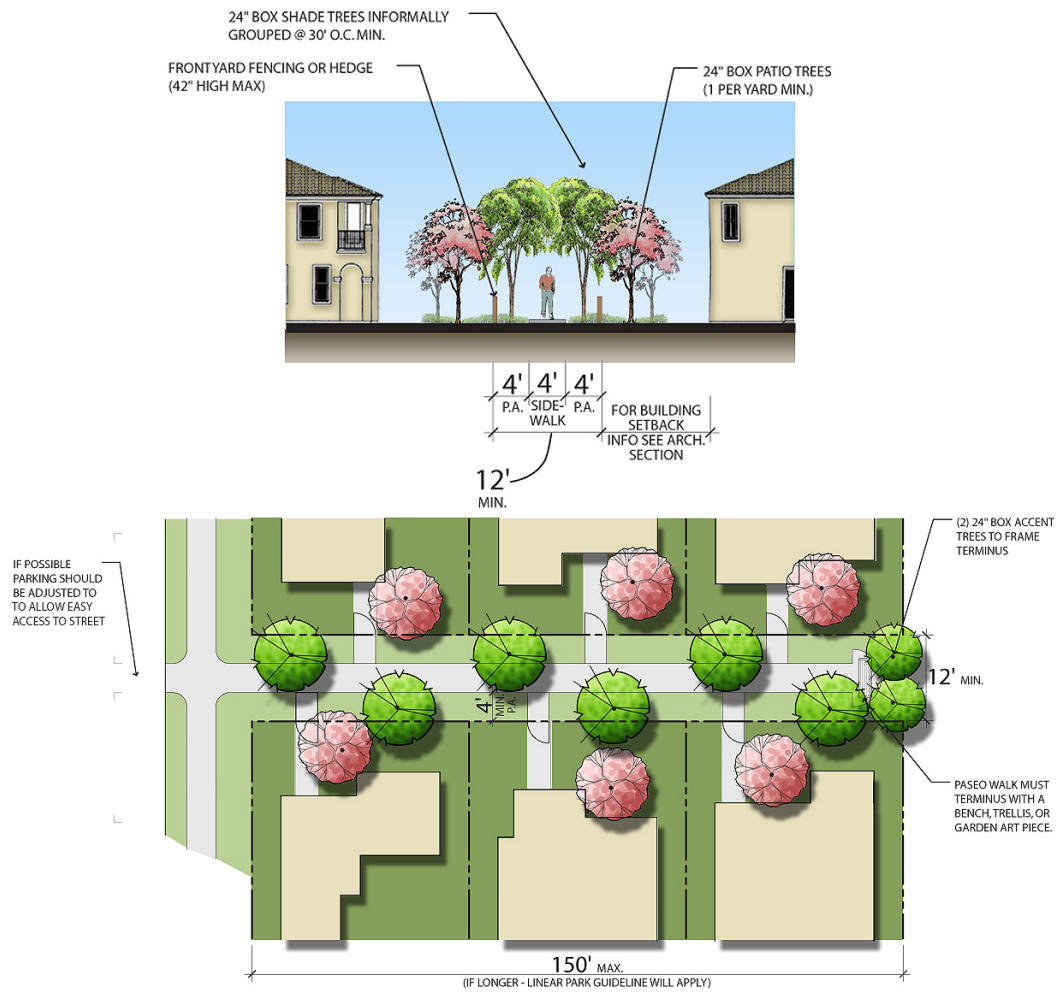 24" BOX SHADE TREES INFORMALLY
GROUPED @ 30' O.C. MIN.
FRONTYARD FENCING OR HEDGE
(42" HIGH MAX)
24" BOX PATIO TREES
(1 PER YARD MIN.)
4' 4' 4'
P.A. SIDE- P.A.
WALK
FOR BUILDING
SETBACK
INFO SEE ARCH.
SECTION
12'
MIN.
(2) 24" BOX ACCENT
TREES TO FRAME
TERMINUS
IF POSSIBLE
PARKING SHOULD
BE ADJUSTED TO
TO ALLOW EASY
ACCESS TO STREET
12' MIN.
4'
MIN.
P.A.
PASEO WALK MUST
TERMINUS WITH A
BENCH, TRELLIS, OR
GARDEN ART PIECE.
150' MAX.
(IF LONGER - LINEAR PARK GUIDELINE WILL APPLY)